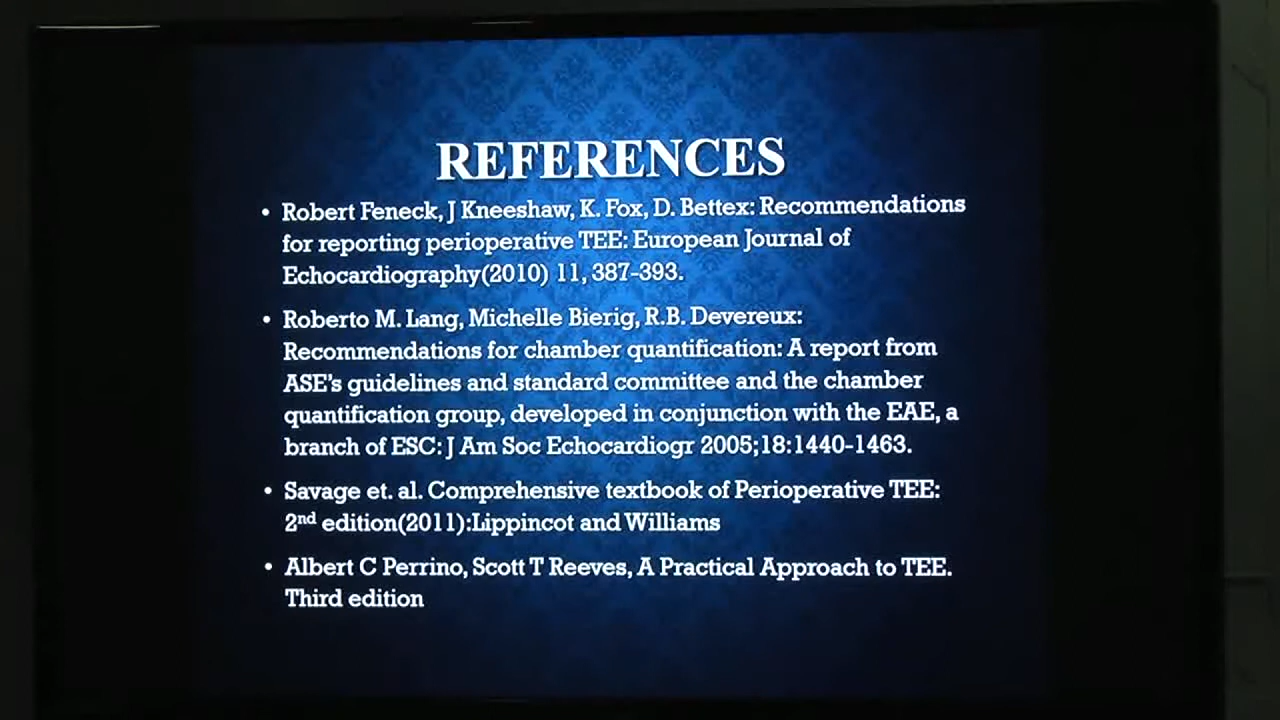 REFERENCES
• Robert Feneck, J Kneeshaw, K. Fox, D. Bettex: Recommendations
for reporting perioperative TEE: European Journal of
Echocardiography(2010) 11, 387-393.
• Roberto M. Lang, Michelle Bierig, R.B. Devereux:
Recommendations for chamber quantification: A report from
ASE's guidelines and standard committee and the chamber
quantification group, developed in conjunction with the EAE, a
branch of ESC: J Am Soc Echocardiogr 2005;18:1440-1463.
• Savage et. al. Comprehensive textbook of Perioperative TEE:
2nd edition(2011):Lippincot and Williams
• Albert C Perrino, Scott T Reeves, A Practical Approach to TEE.
Third edition